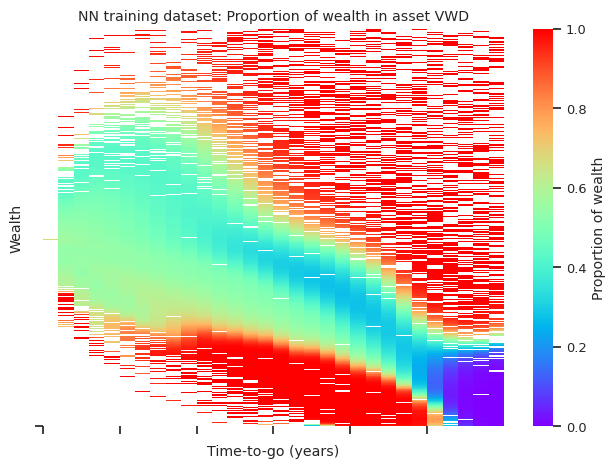 NN training dataset: Proportion of wealth in asset VWD
Wealth
Time-to-go (years)
1.0
0.8
0.6
0.4
0.2
0.0
Proportion of wealth